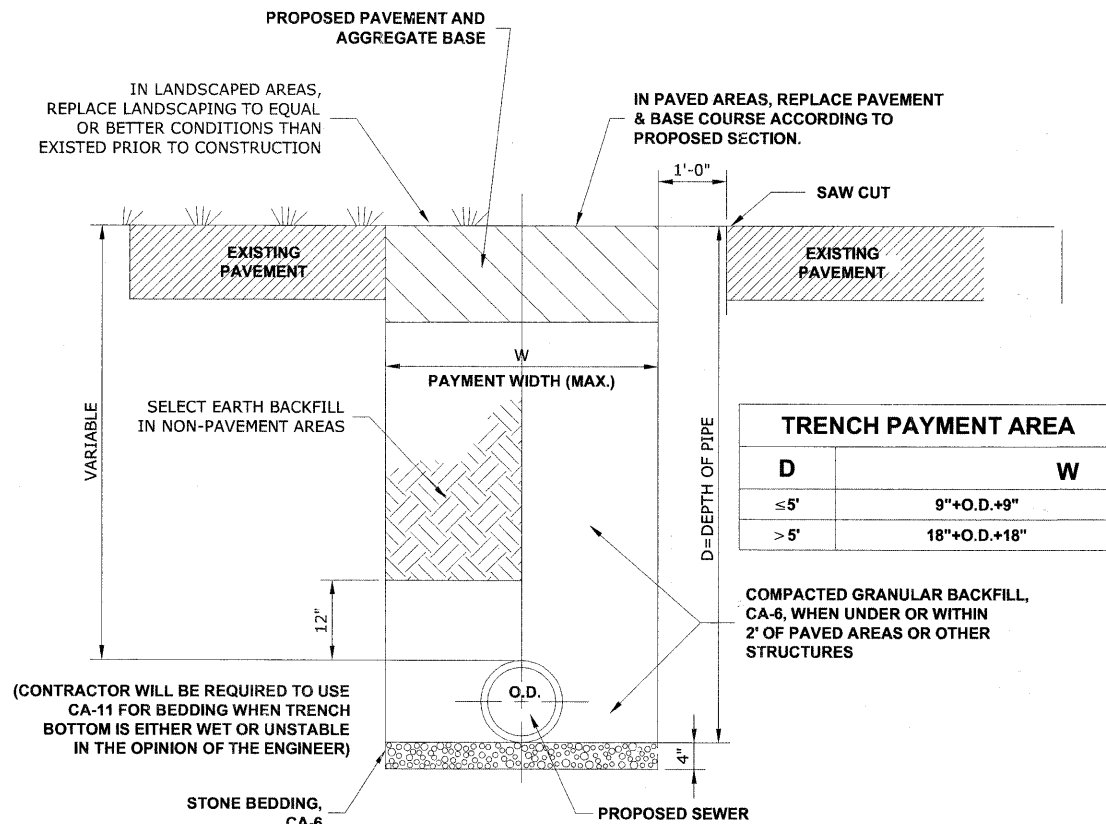 PROPOSED PAVEMENT AND
AGGREGATE BASE
IN LANDSCAPED AREAS,
REPLACE LANDSCAPING TO EQUAL
OR BETTER CONDITIONS THAN
EXISTED PRIOR TO CONSTRUCTION
IN PAVED AREAS, REPLACE PAVEMENT
& BASE COURSE ACCORDING TO
PROPOSED SECTION.
1'-0"
SAW CUT
EXISTING
PAVEMENT
EXISTING
PAVEMENT
W
PAYMENT WIDTH (MAX.)
SELECT EARTH BACKFILL
IN NON-PAVEMENT AREAS
VARIABLE
D=DEPTH OF PIPE
TRENCH PAYMENT AREA
D W
≤5' 9"+O.D.+9"
>5' 18"+O.D.+18"
12"
COMPACTED GRANULAR BACKFILL,
CA-6, WHEN UNDER OR WITHIN
2' OF PAVED AREAS OR OTHER
STRUCTURES
O.D.
(CONTRACTOR WILL BE REQUIRED TO USE
CA-11 FOR BEDDING WHEN TRENCH
BOTTOM IS EITHER WET OR UNSTABLE
IN THE OPINION OF THE ENGINEER)
4"
STONE BEDDING,
CA-6
PROPOSED SEWER